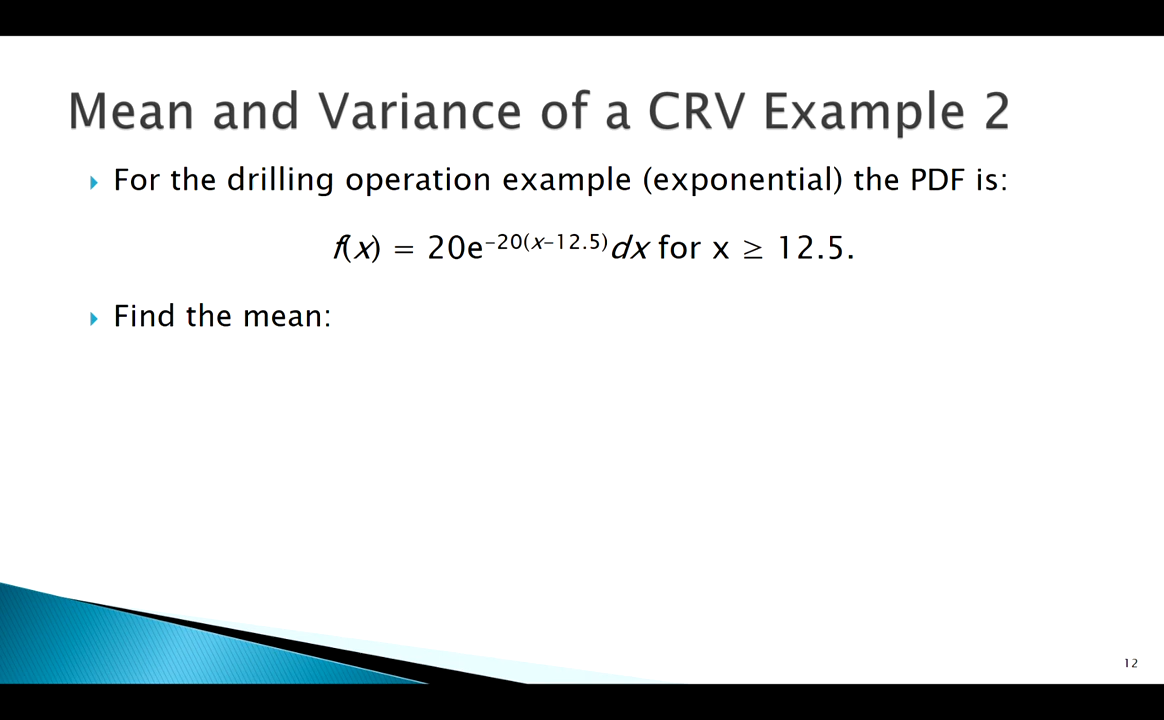 Mean and Variance of a CRV Example 2
For the drilling operation example (exponential) the PDF is:
f(x) = 20e⁻²⁰⁽ˣ⁻¹²·⁵⁾dx for x ≥ 12.5.
Find the mean:
12